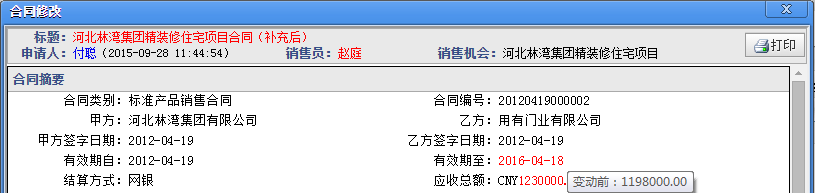 合同修改
标题：河北林湾集团精装修住宅项目合同（补充后）
申请人：付聪（2015-09-28 11:44:54） 销售员：赵庭 销售机会：河北林湾集团精装修住宅项目
打印
合同摘要
合同类别：标准产品销售合同 合同编号：20120419000002
甲方：河北林湾集团有限公司 乙方：用有门业有限公司
甲方签字日期：2012-04-19 乙方签字日期：2012-04-19
有效期自：2012-04-19 有效期至：2016-04-18
结算方式：网银 应收总额：CNY1230000. 变动前：1198000.00